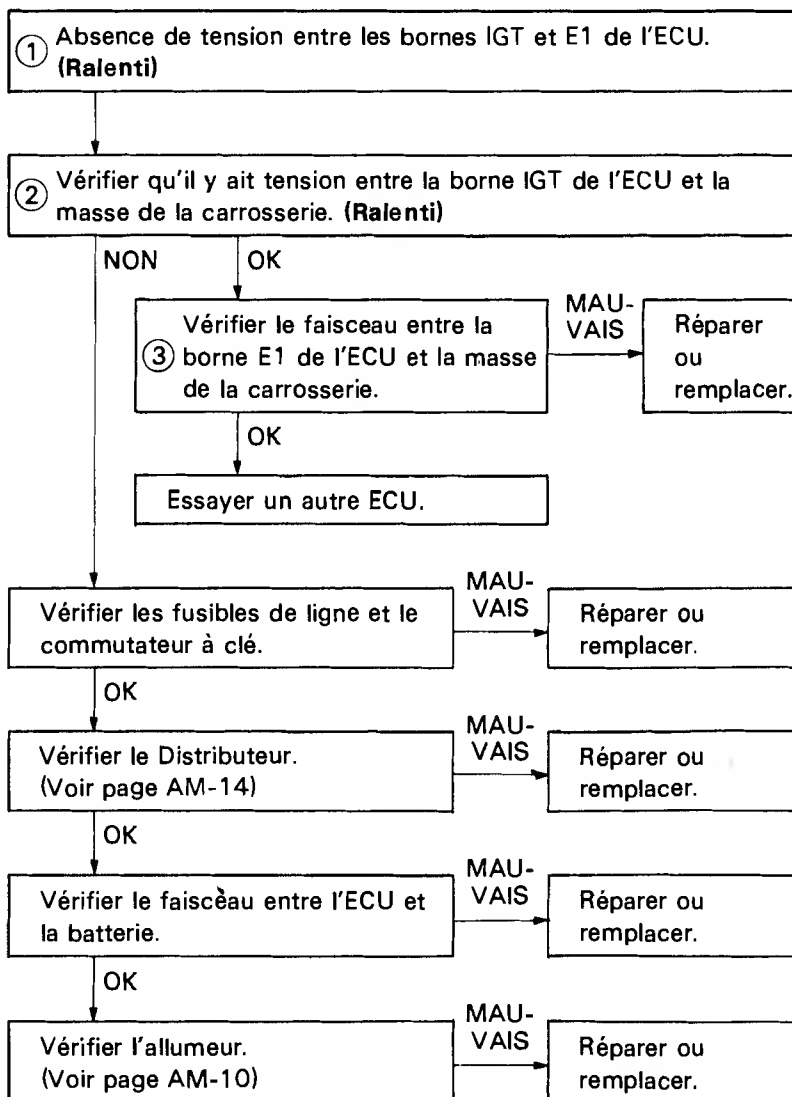 ① Absence de tension entre les bornes IGT et E1 de l'ECU.
(Ralenti)
② Vérifier qu'il y ait tension entre la borne IGT de l'ECU et la
masse de la carrosserie. (Ralenti)
NON
OK
③ Vérifier le faisceau entre la
borne E1 de l'ECU et la masse
de la carrosserie.
MAU-
VAIS
Réparer
ou
remplacer.
OK
Essayer un autre ECU.
Vérifier les fusibles de ligne et le
commutateur à clé.
MAU-
VAIS
Réparer ou
remplacer.
OK
Vérifier le Distributeur.
(Voir page AM-14)
MAU-
VAIS
Réparer ou
remplacer.
OK
Vérifier le faiscèau entre l'ECU et
la batterie.
MAU-
VAIS
Réparer ou
remplacer.
OK
Vérifier l'allumeur.
(Voir page AM-10)
MAU-
VAIS
Réparer ou
remplacer.